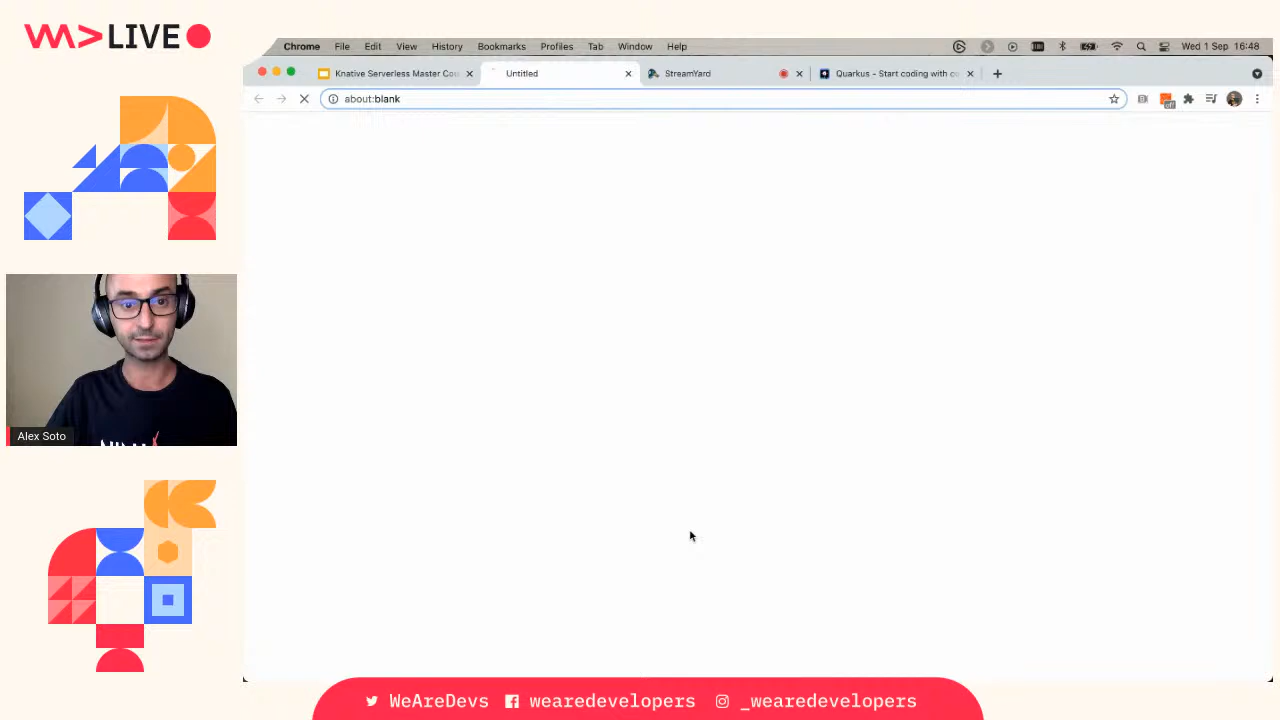 WA>LIVE
Chrome File Edit View History Bookmarks Profiles Tab Window Help Wed 1 Sep 16:48
Knative Serverless Master Cou Untitled StreamYard Quarkus - Start coding with co
about:blank
Alex Soto
WeAreDevs wearedevelopers _wearedevelopers